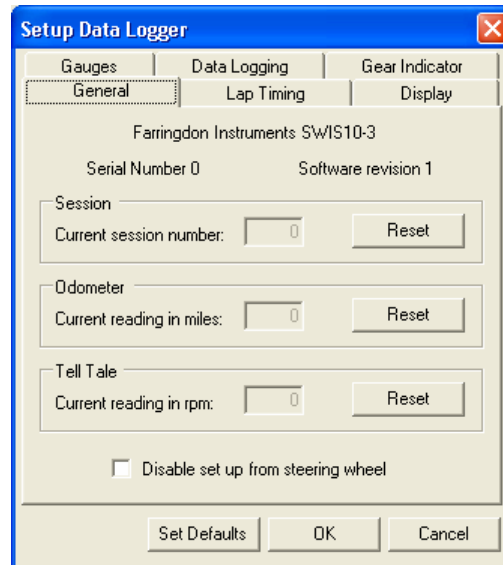 Setup Data Logger
Gauges Data Logging Gear Indicator
General Lap Timing Display
Farringdon Instruments SWIS10-3
Serial Number 0 Software revision 1
Session
Current session number: 0 Reset
Odometer
Current reading in miles: 0 Reset
Tell Tale
Current reading in rpm: 0 Reset
Disable set up from steering wheel
Set Defaults OK Cancel